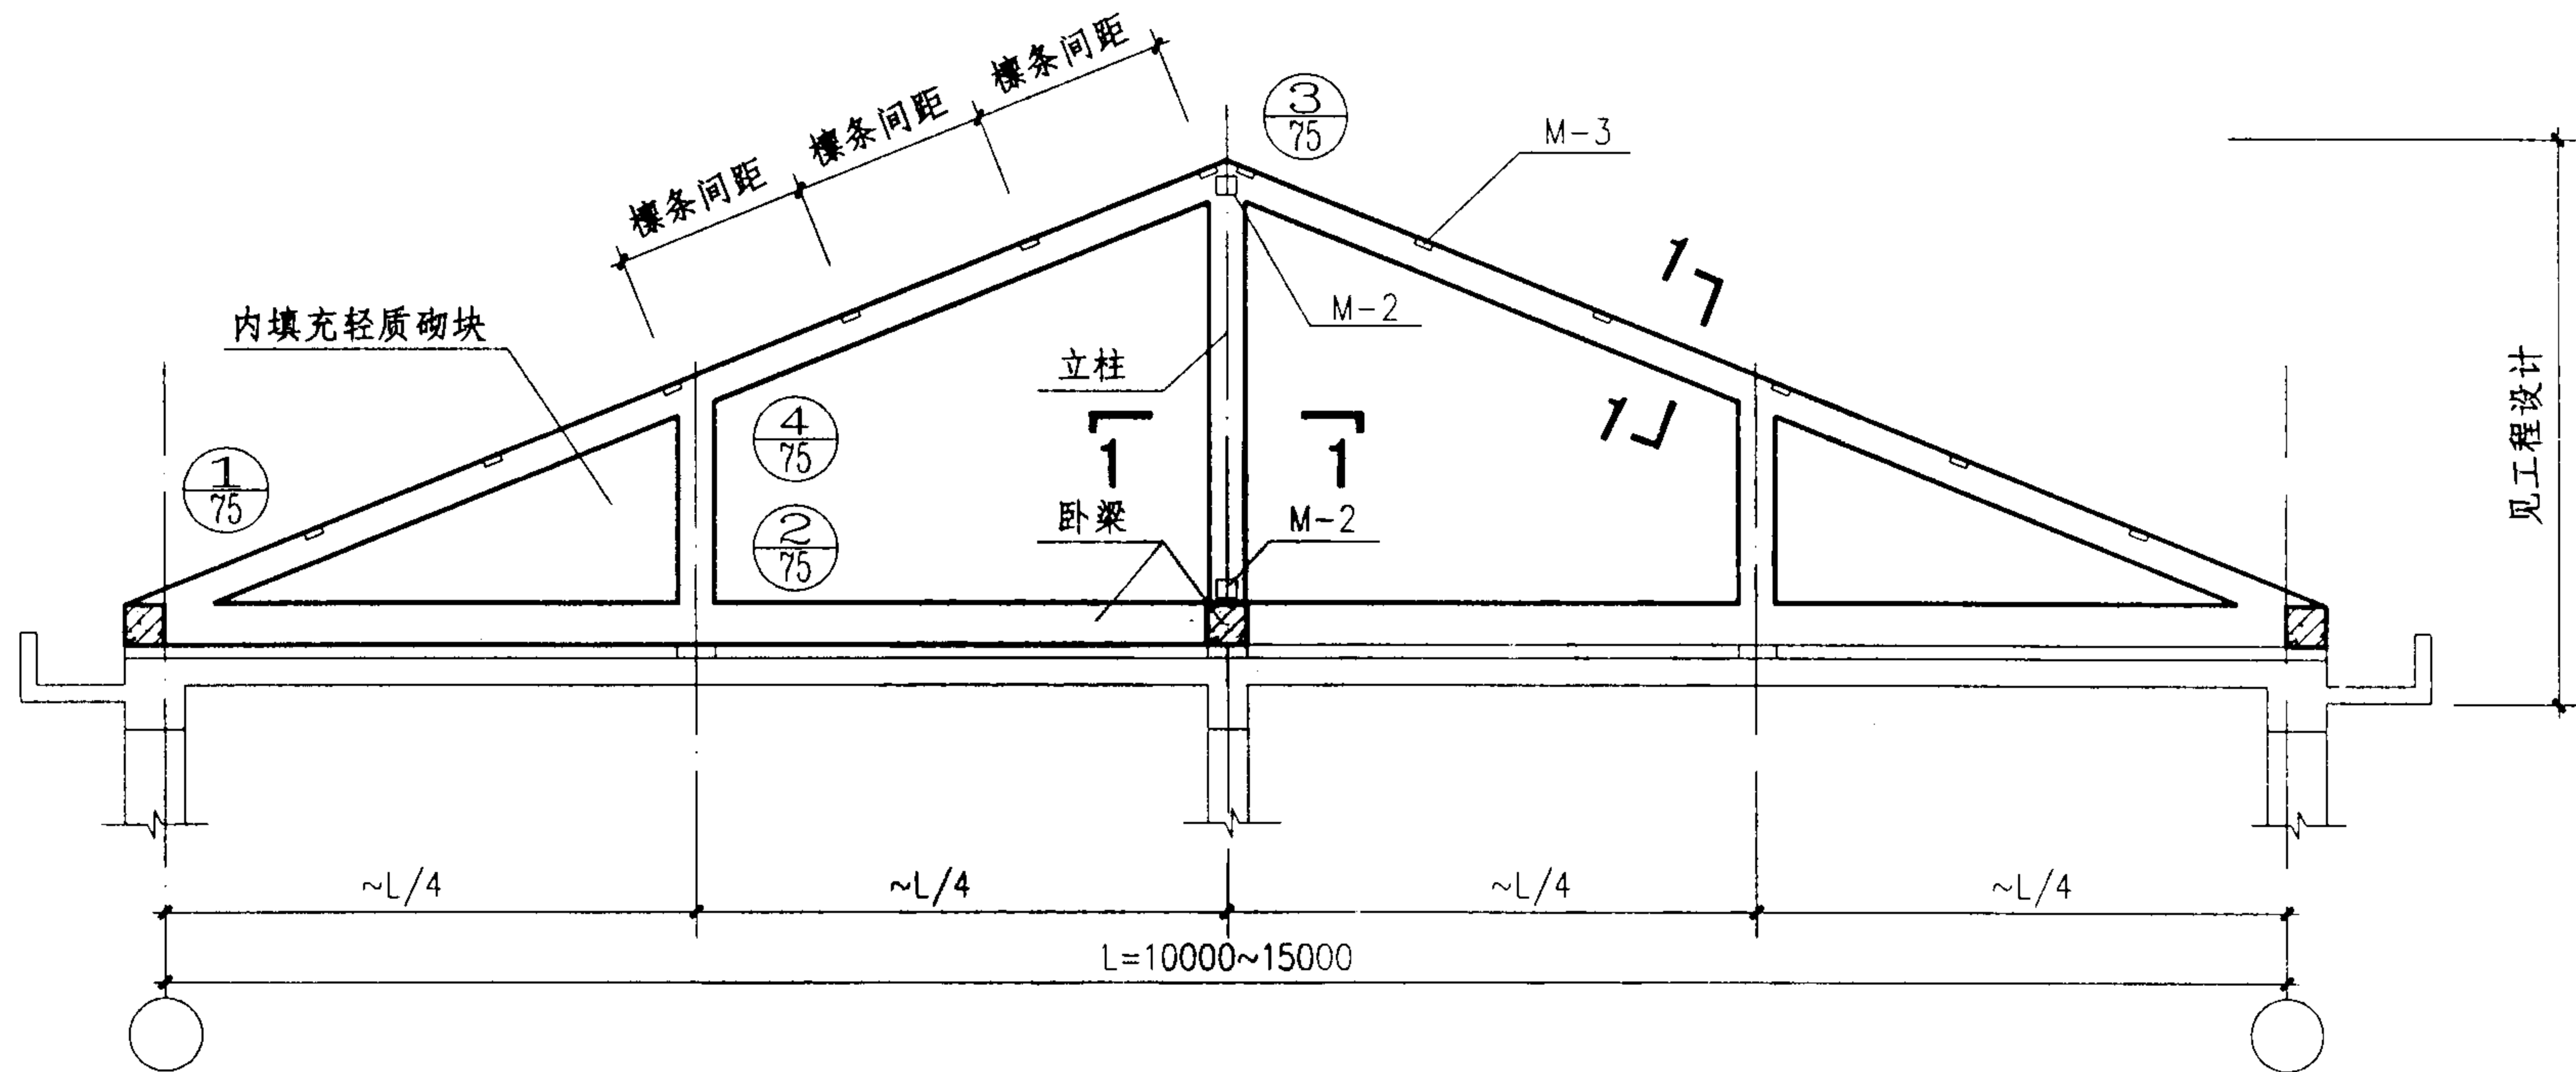 檩条间距
檩条间距
檩条间距
3
75
M-3
1
内填充轻质砌块
M-2
立柱
见工程设计
1
75
4
75
1
1
1
2
75
卧梁
M-2
~L/4
~L/4
~L/4
~L/4
L=10000~15000